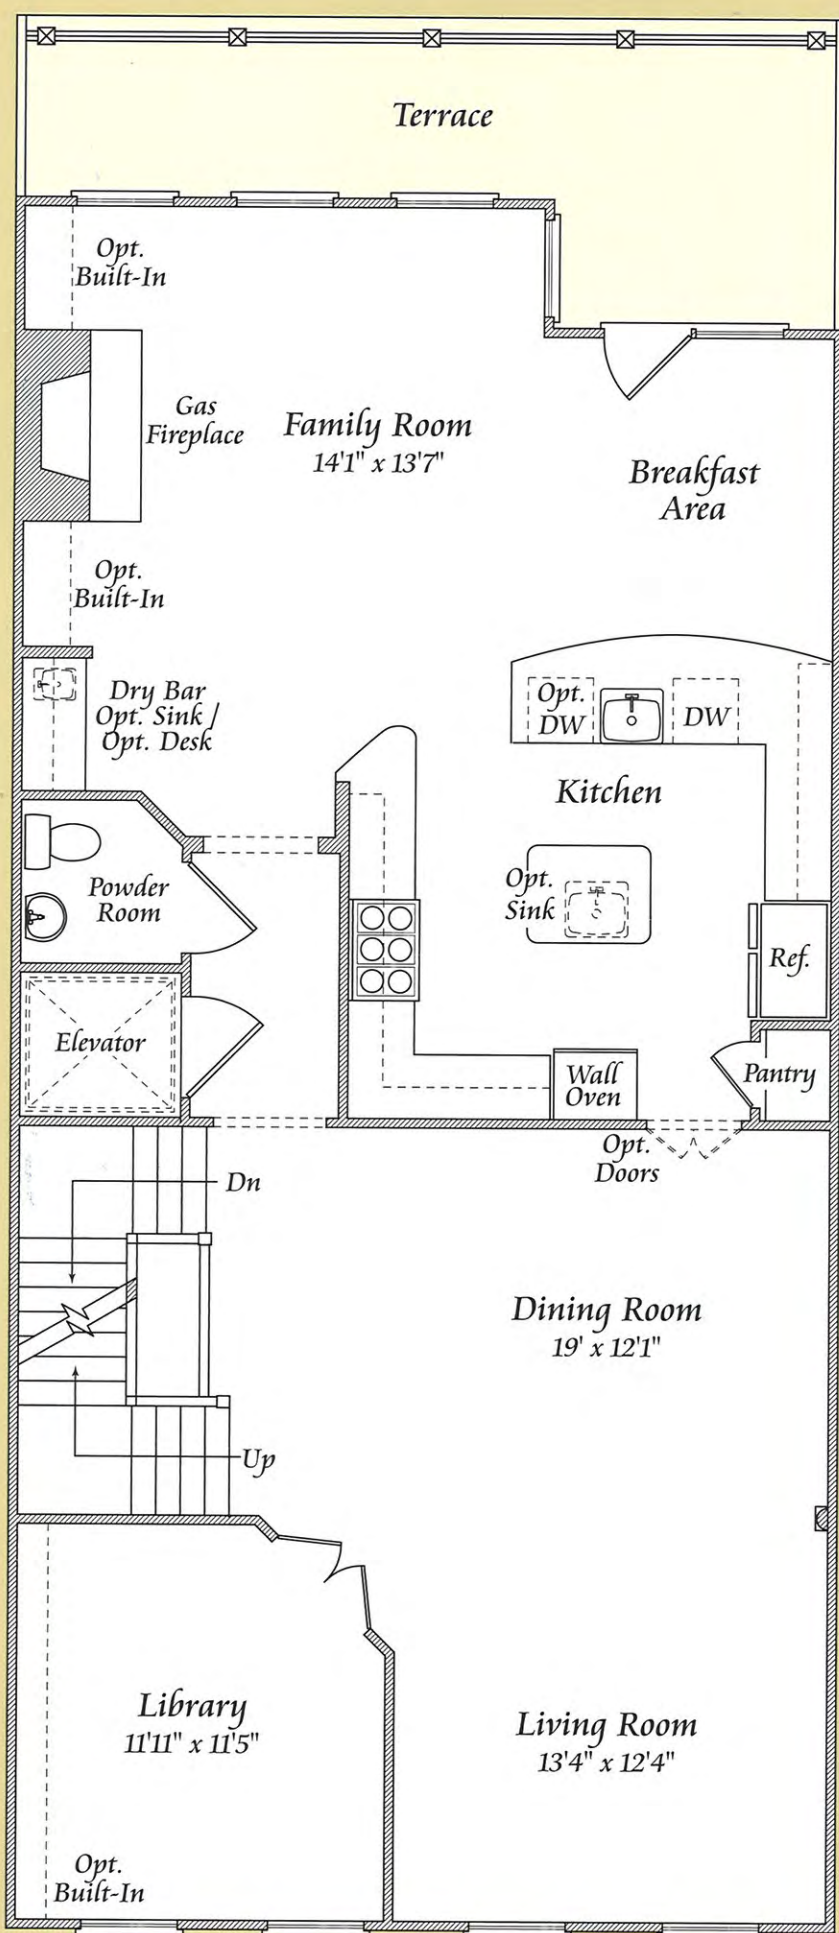 Terrace
Opt.
Built-In
Gas
Fireplace
Family Room
14'1" x 13'7"
Breakfast
Area
Opt.
Built-In
Dry Bar
Opt. Sink /
Opt. Desk
Opt.
DW
DW
Kitchen
Powder
Room
Opt.
Sink
Ref.
Elevator
Wall
Oven
Pantry
Opt.
Doors
Dn
Dining Room
19' x 12'1"
Up
Library
11'11" x 11'5"
Living Room
13'4" x 12'4"
Opt.
Built-In